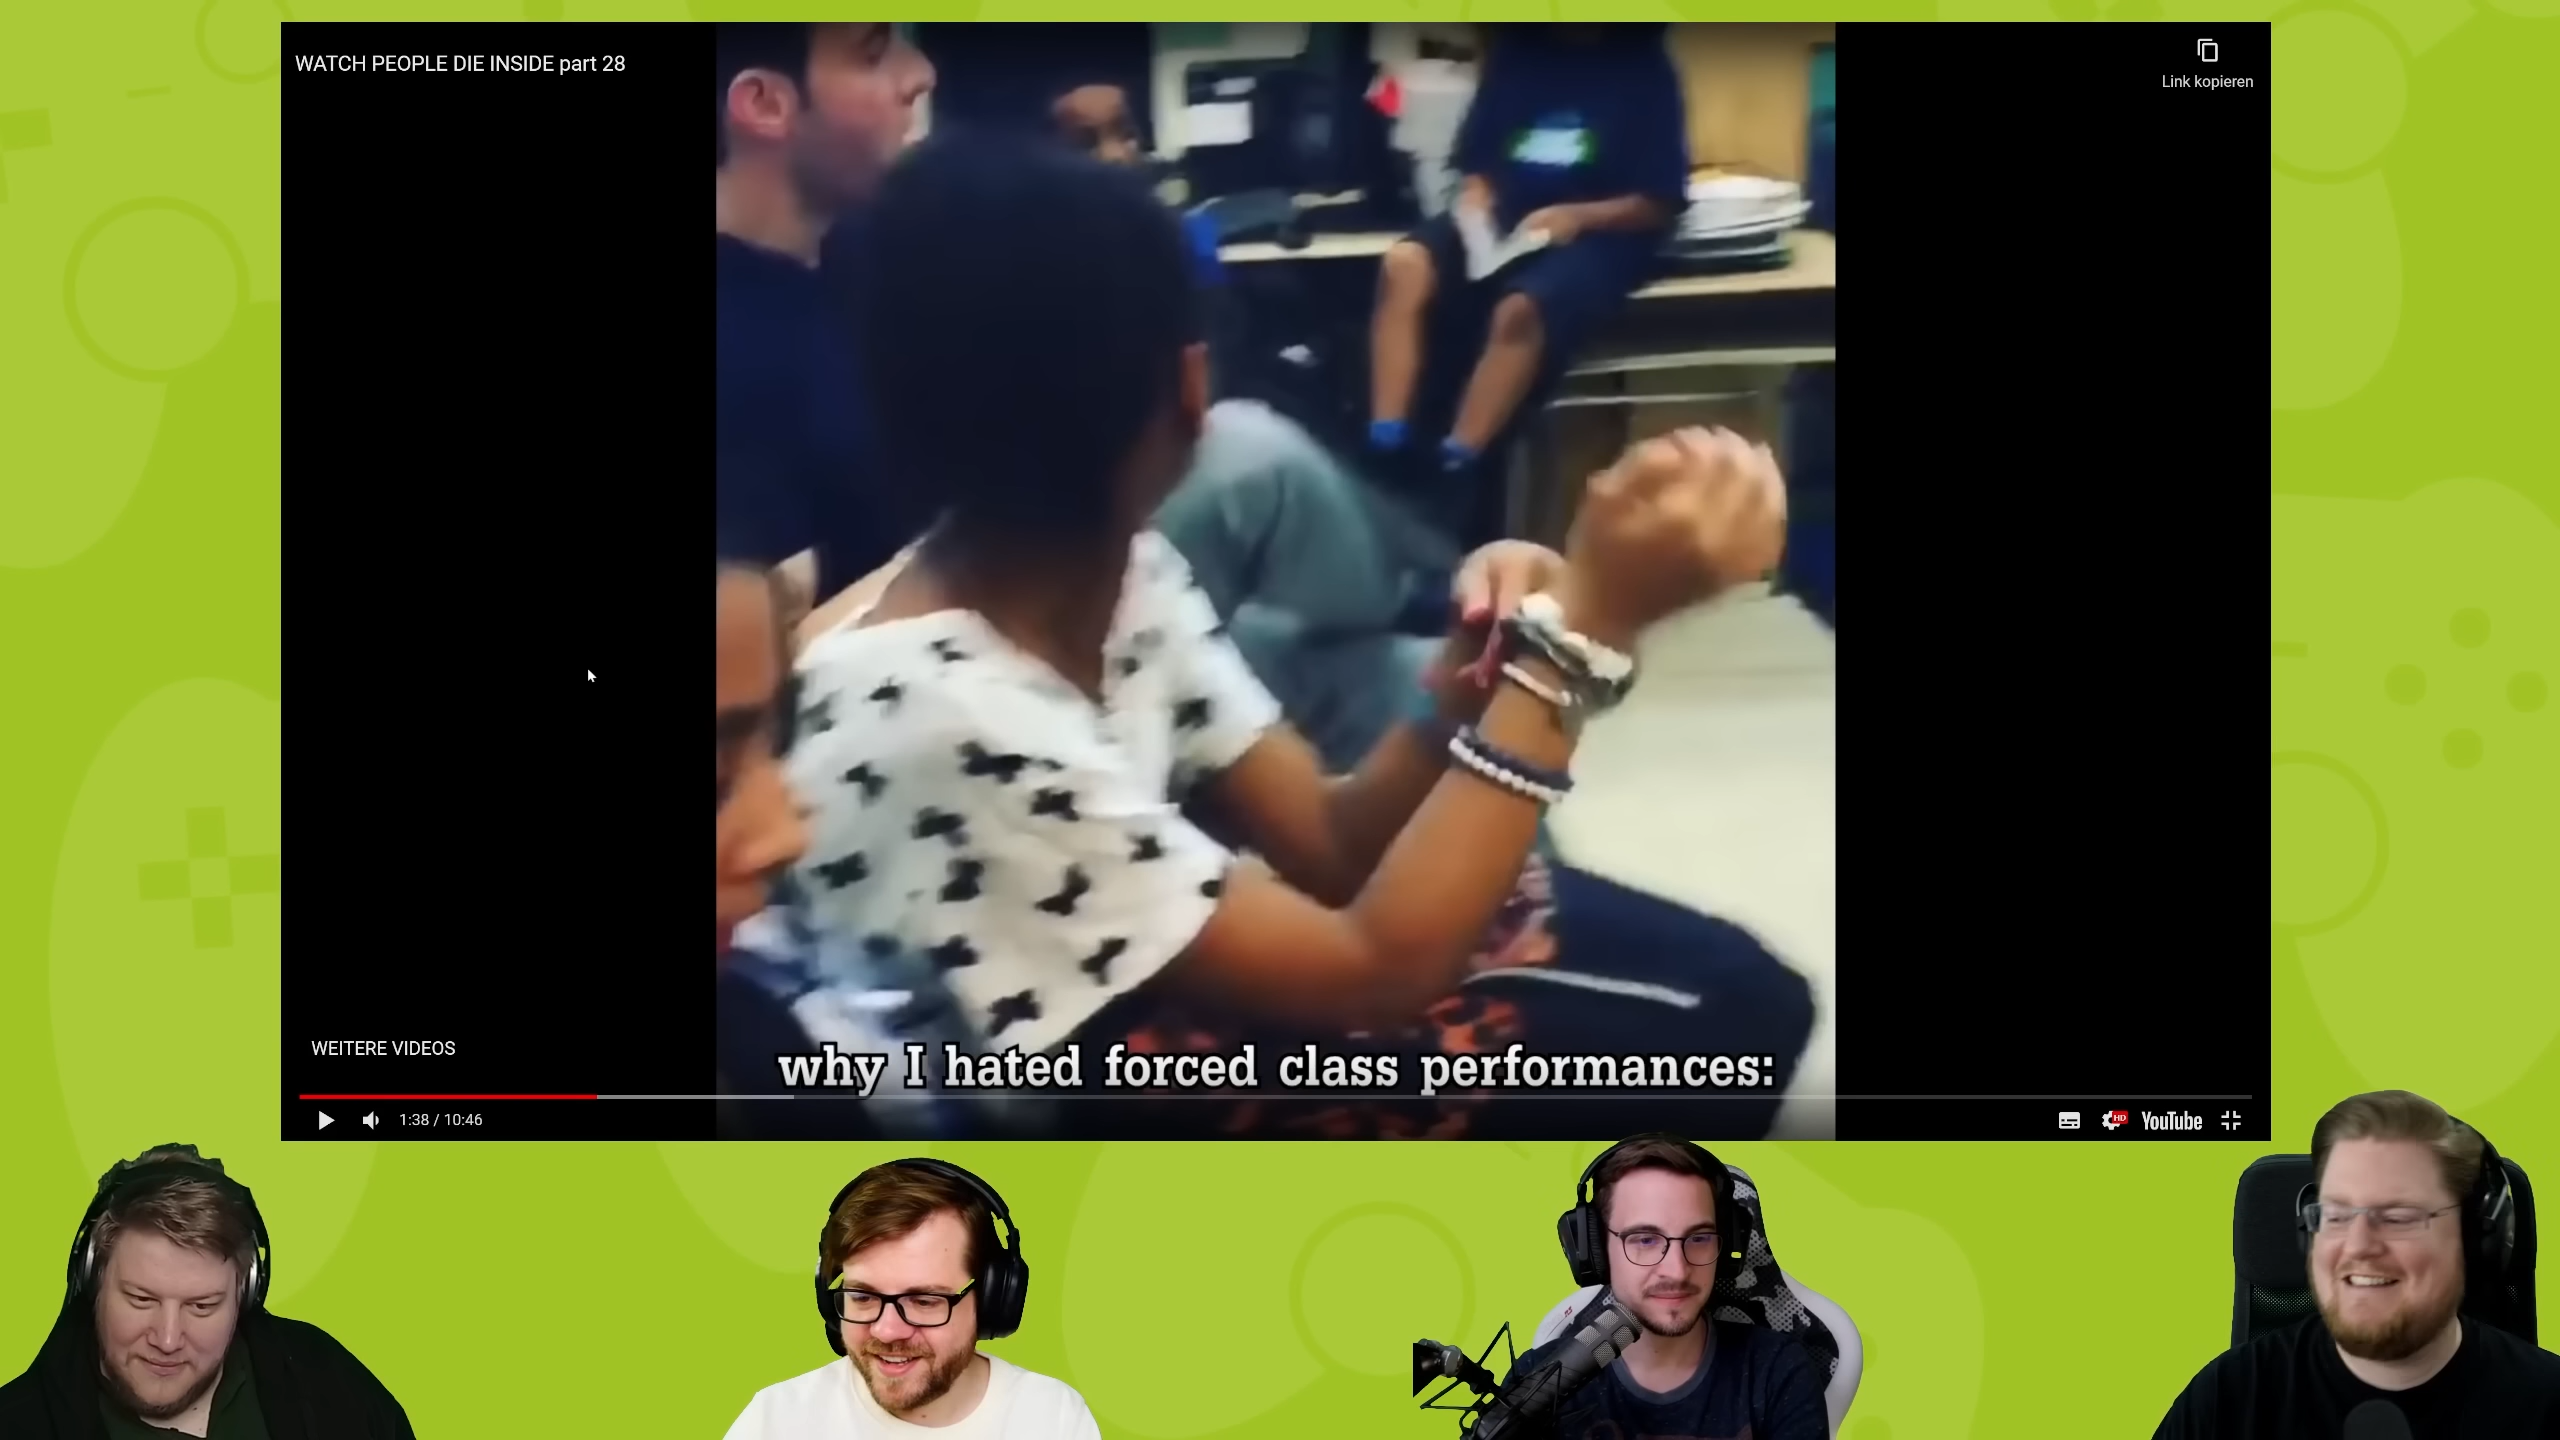 WATCH PEOPLE DIE INSIDE part 28
Link kopieren
WEITERE VIDEOS
why I hated forced class performances:
1:38 / 10:46
HD
YouTube